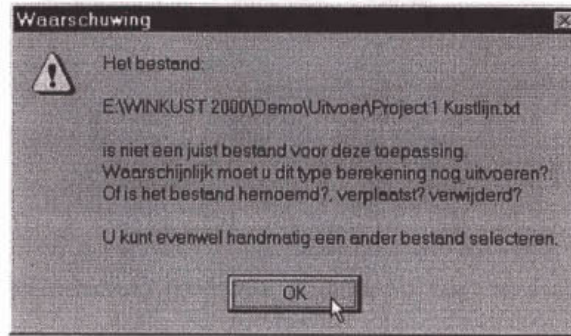 Waarschuwing
Het bestand:
E:\WINKUST 2000\Demo\Uitvoer\Project1 Kustlijn.txt
is niet een juist bestand voor deze toepassing.
Waarschijnlijk moet u dit type berekening nog uitvoeren?.
Of is het bestand hernoemd?, verplaatst? verwijderd?
U kunt evenwel handmatig een ander bestand selecteren.
OK